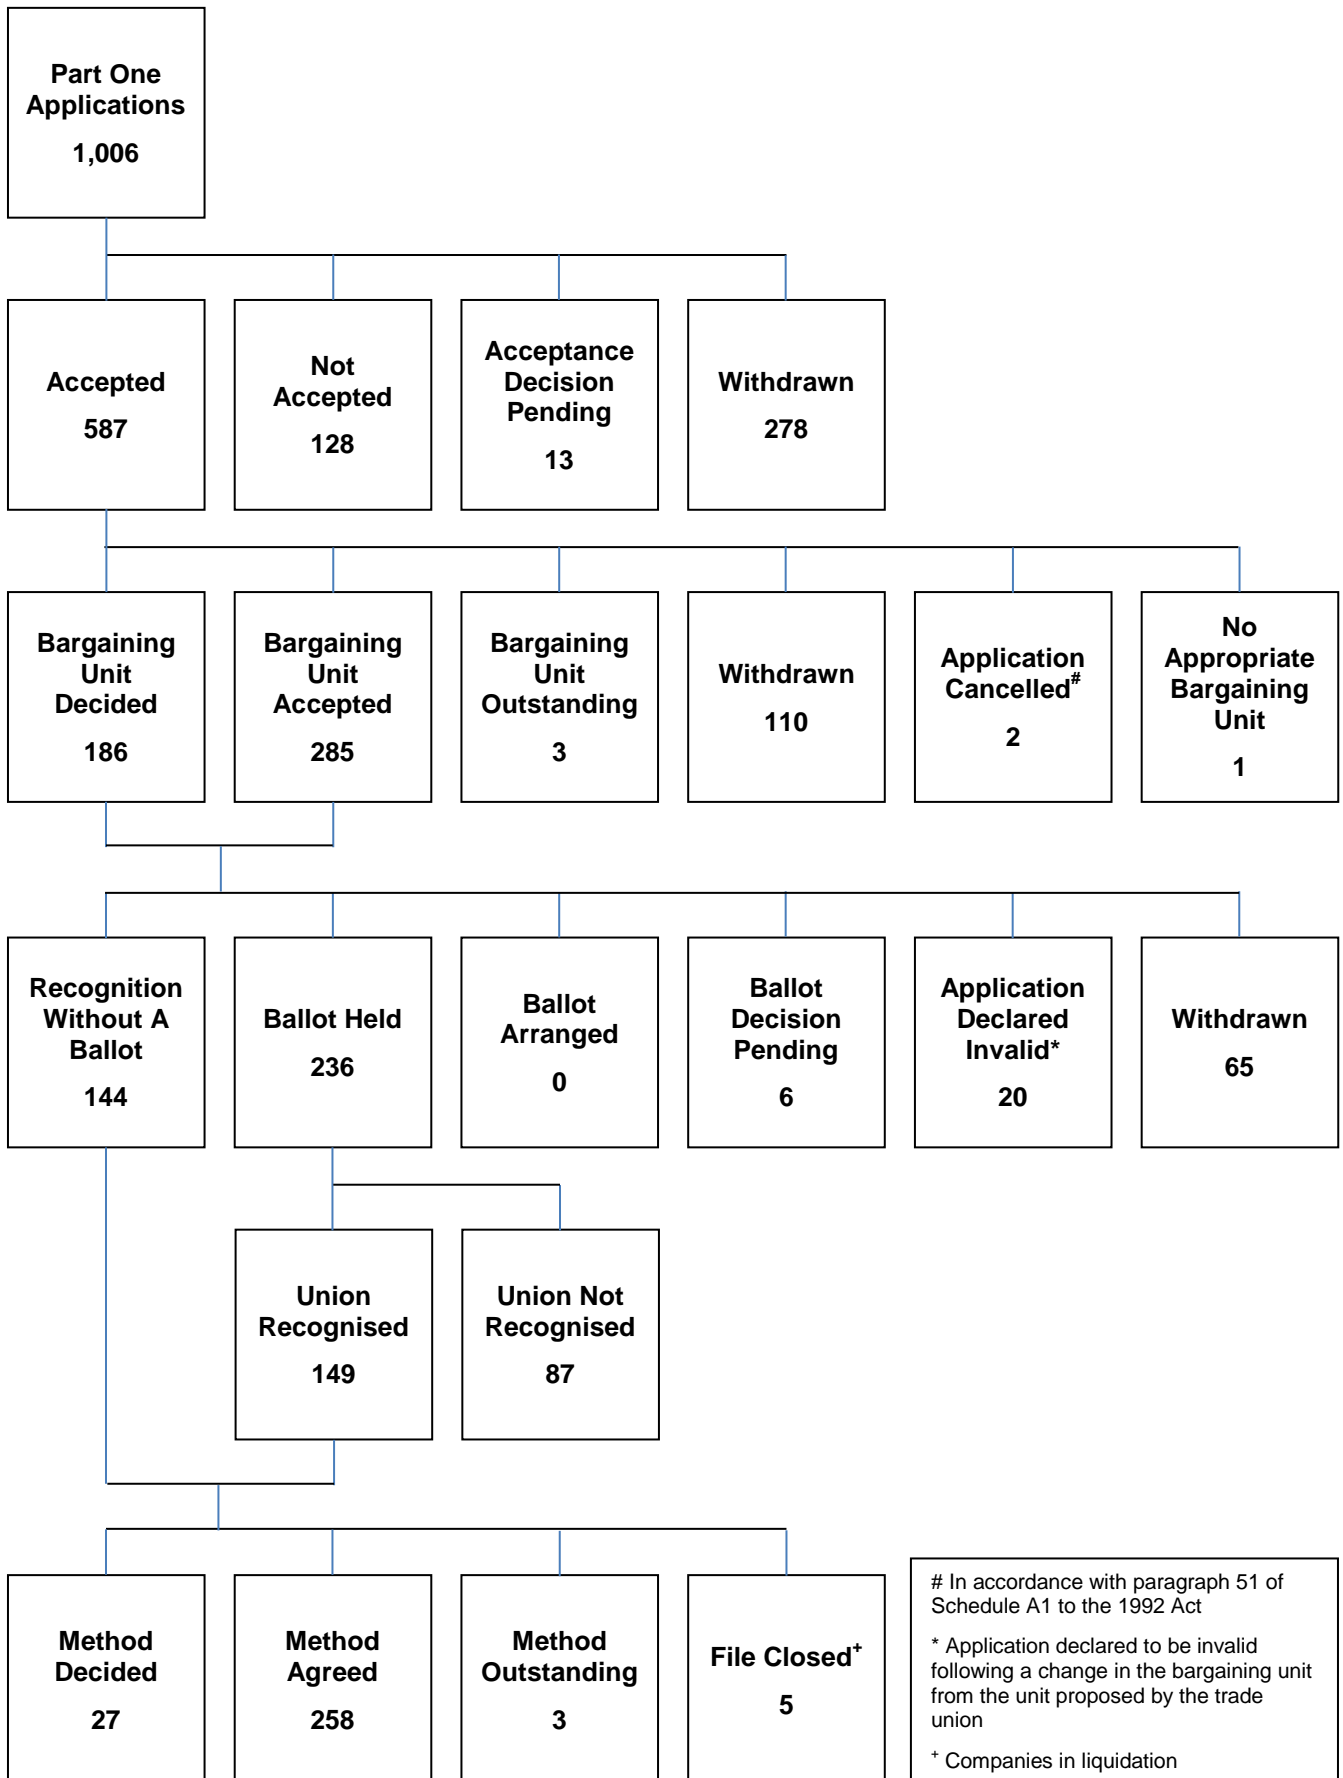 Part One
Applications
1,006
Accepted
587
Not
Accepted
128
Acceptance
Decision
Pending
13
Withdrawn
278
Bargaining
Unit
Decided
186
Bargaining
Unit
Accepted
285
Bargaining
Unit
Outstanding
3
Withdrawn
110
Application
Cancelled#
2
No
Appropriate
Bargaining
Unit
1
Recognition
Without A
Ballot
144
Ballot Held
236
Ballot
Arranged
0
Ballot
Decision
Pending
6
Application
Declared
Invalid*
20
Withdrawn
65
Union
Recognised
149
Union Not
Recognised
87
Method
Decided
27
Method
Agreed
258
Method
Outstanding
3
File Closed+
5
# In accordance with paragraph 51 of
Schedule A1 to the 1992 Act
* Application declared to be invalid
following a change in the bargaining unit
from the unit proposed by the trade
union
+ Companies in liquidation